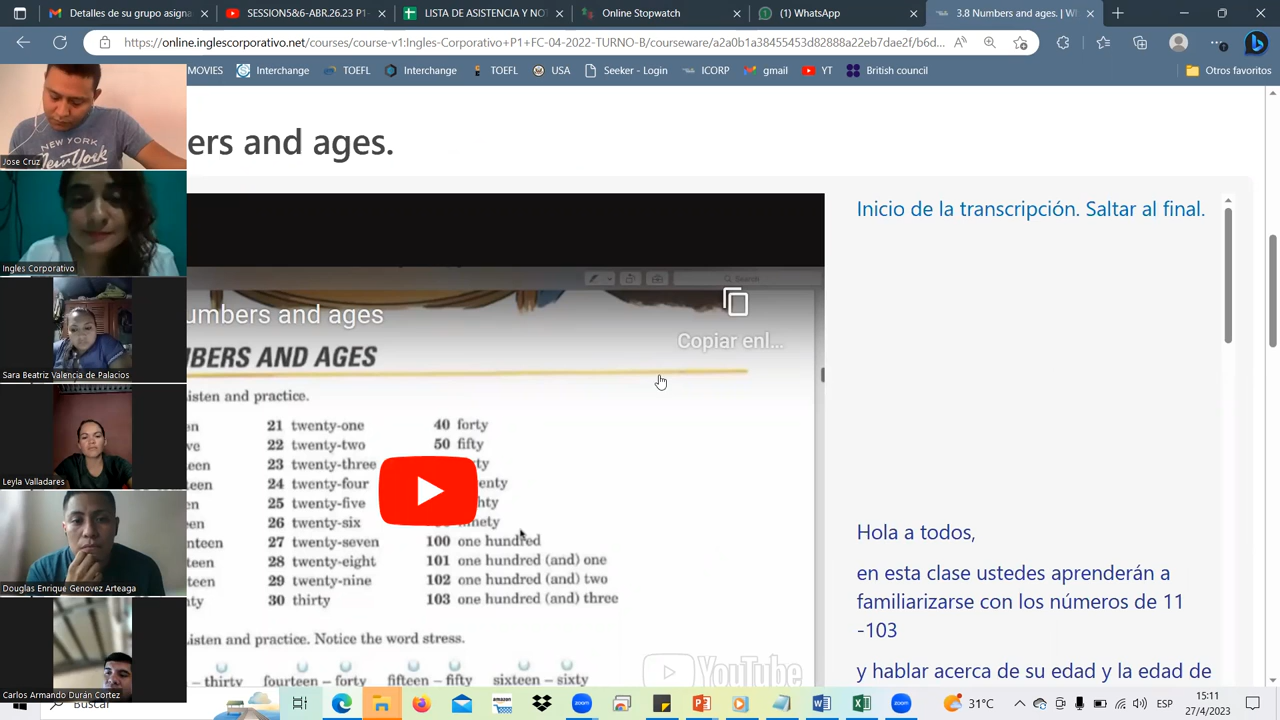 SESSION5&6-ABR.26.23 P1-
LISTA DE ASISTENCIA Y NOT
Online Stopwatch
(1) WhatsApp
3.8 Numbers and ages. | W
https://online.inglescorporativo.net/courses/course-v1:Ingles-Corporativo+P1+FC-04-2022-TURNO-B/courseware/a2a0b1a38455453d82888a22eb7dae2f/b6d...
MOVIES
Interchange
TOEFL
Interchange
TOEFL
USA
Seeker - Login
ICORP
gmail
YT
British council
Otros favoritos
NEW YORK
New York
Jose Cruz
Ingles Corporativo
Sara Beatriz Valencia de Palacios
Leyla Valladares
Douglas Enrique Genovez Arteaga
Carlos Armando Durán Cortez
ers and ages.
Search
umbers and ages
Copiar enl...
BERS AND AGES
isten and practice.
21 twenty-one
22 twenty-two
23 twenty-three
24 twenty-four
25 twenty-five
26 twenty-six
27 twenty-seven
28 twenty-eight
29 twenty-nine
30 thirty
40 forty
50 fifty
100 one hundred
101 one hundred (and) one
102 one hundred (and) two
103 one hundred (and) three
isten and practice. Notice the word stress.
– thirty fourteen – forty fifteen – fifty sixteen – sixty
YouTube
Inicio de la transcripción. Saltar al final.
Hola a todos,
en esta clase ustedes aprenderán a
familiarizarse con los números de 11
-103
y hablar acerca de su edad y la edad de
Buscar
31°C
ESP
15:11
27/4/2023